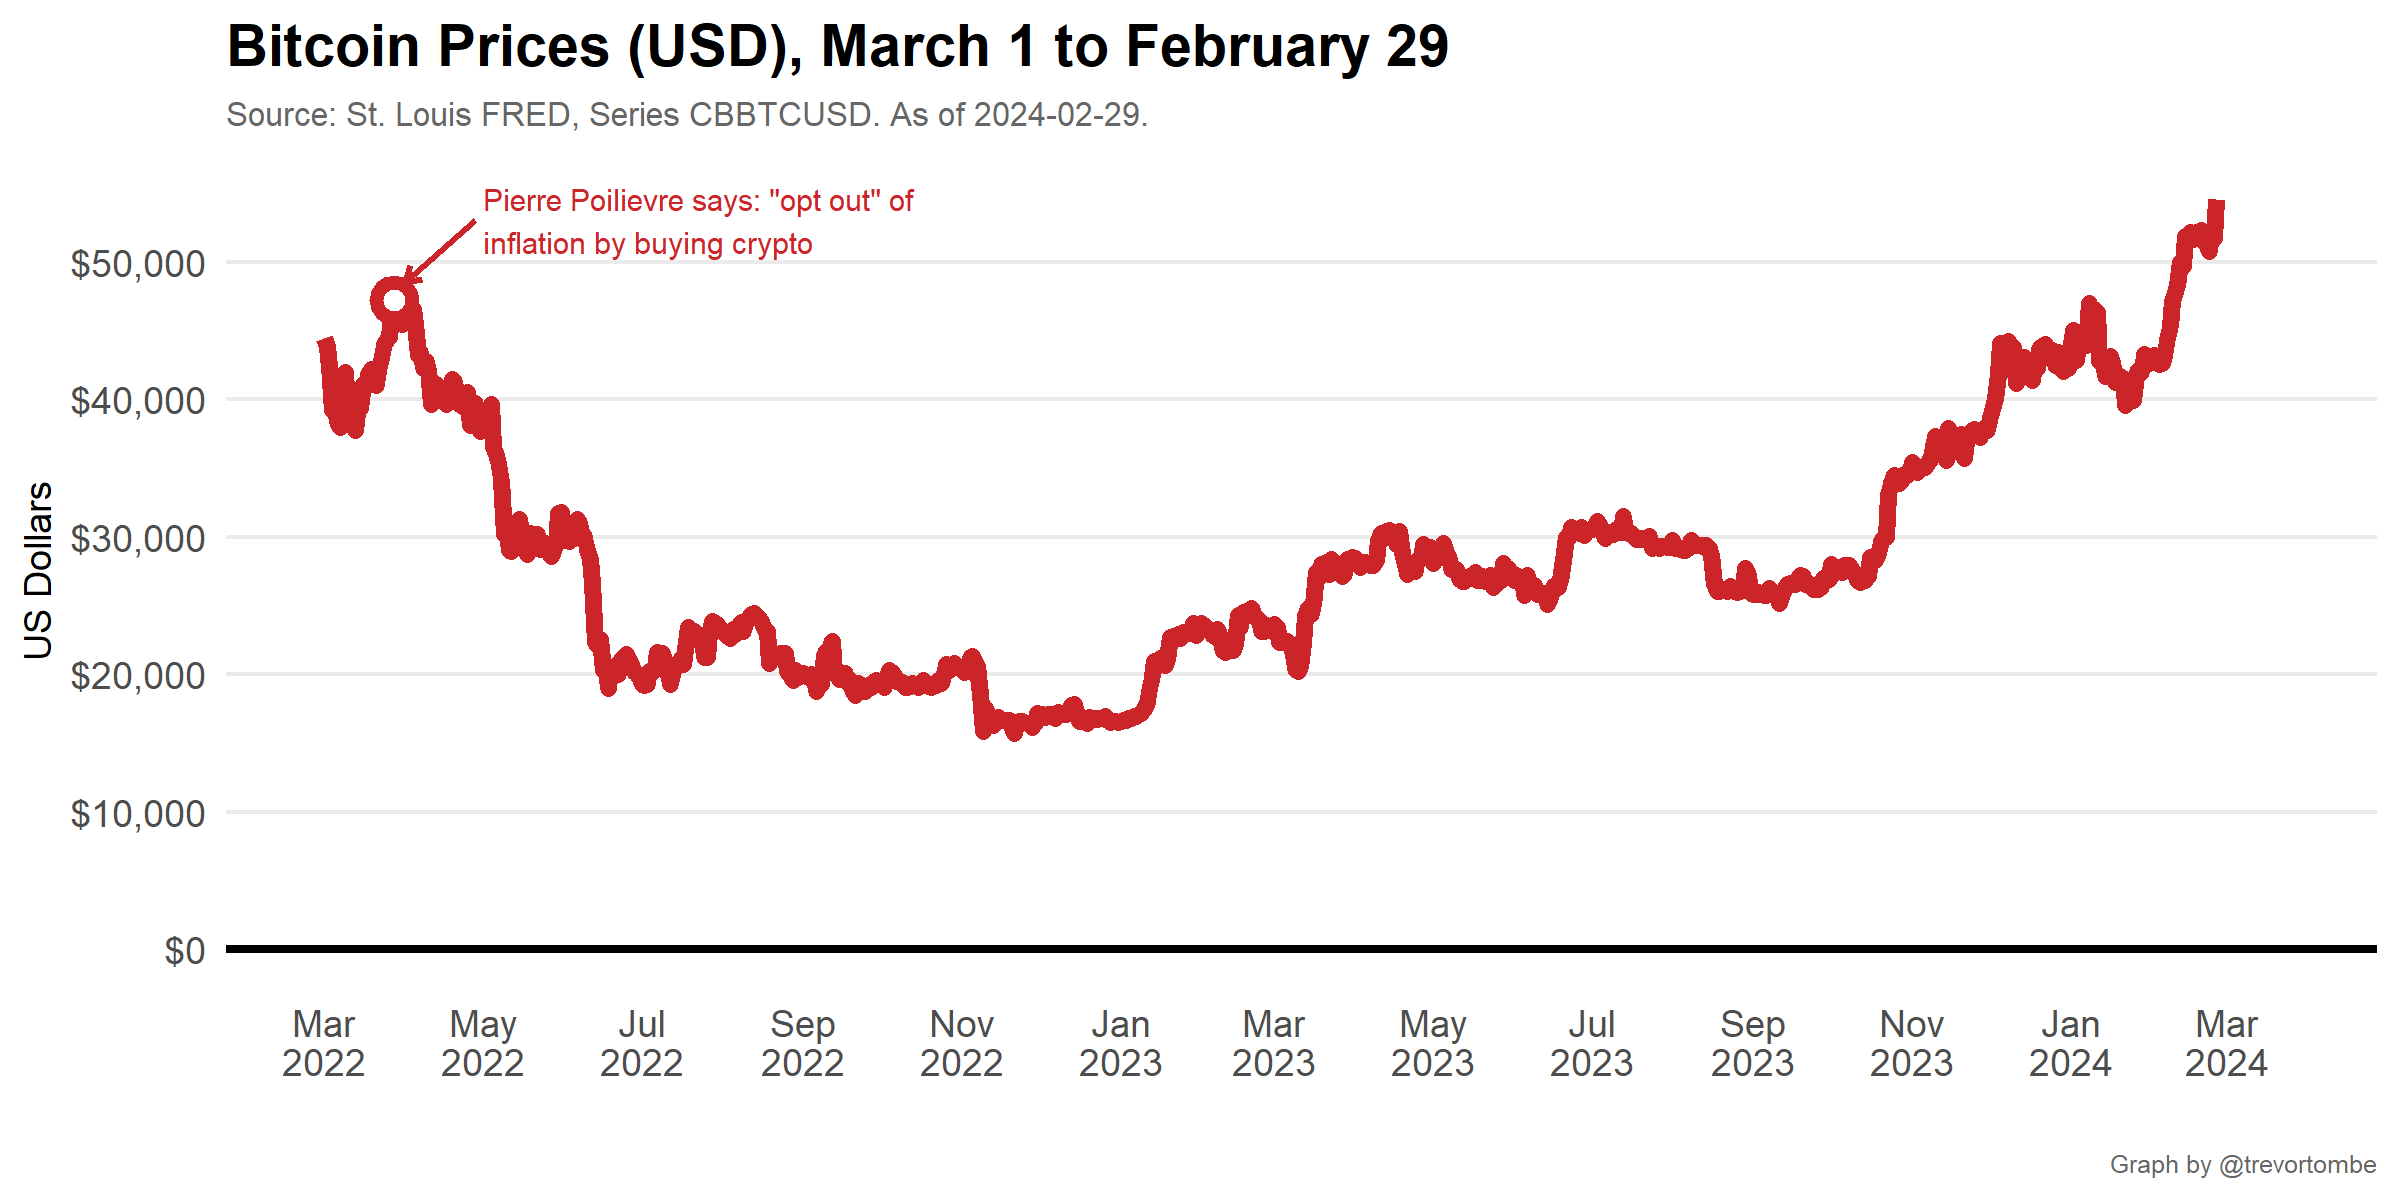 Bitcoin Prices (USD), March 1 to February 29
Source: St. Louis FRED, Series CBBTCUSD. As of 2024-02-29.
Pierre Poilievre says: "opt out" of
inflation by buying crypto
US Dollars
$50,000
$40,000
$30,000
$20,000
$10,000
$0
Mar May Jul Sep Nov Jan Mar May Jul Sep Nov Jan Mar
2022 2022 2022 2022 2022 2023 2023 2023 2023 2023 2023 2024 2024
Graph by @trevortombe